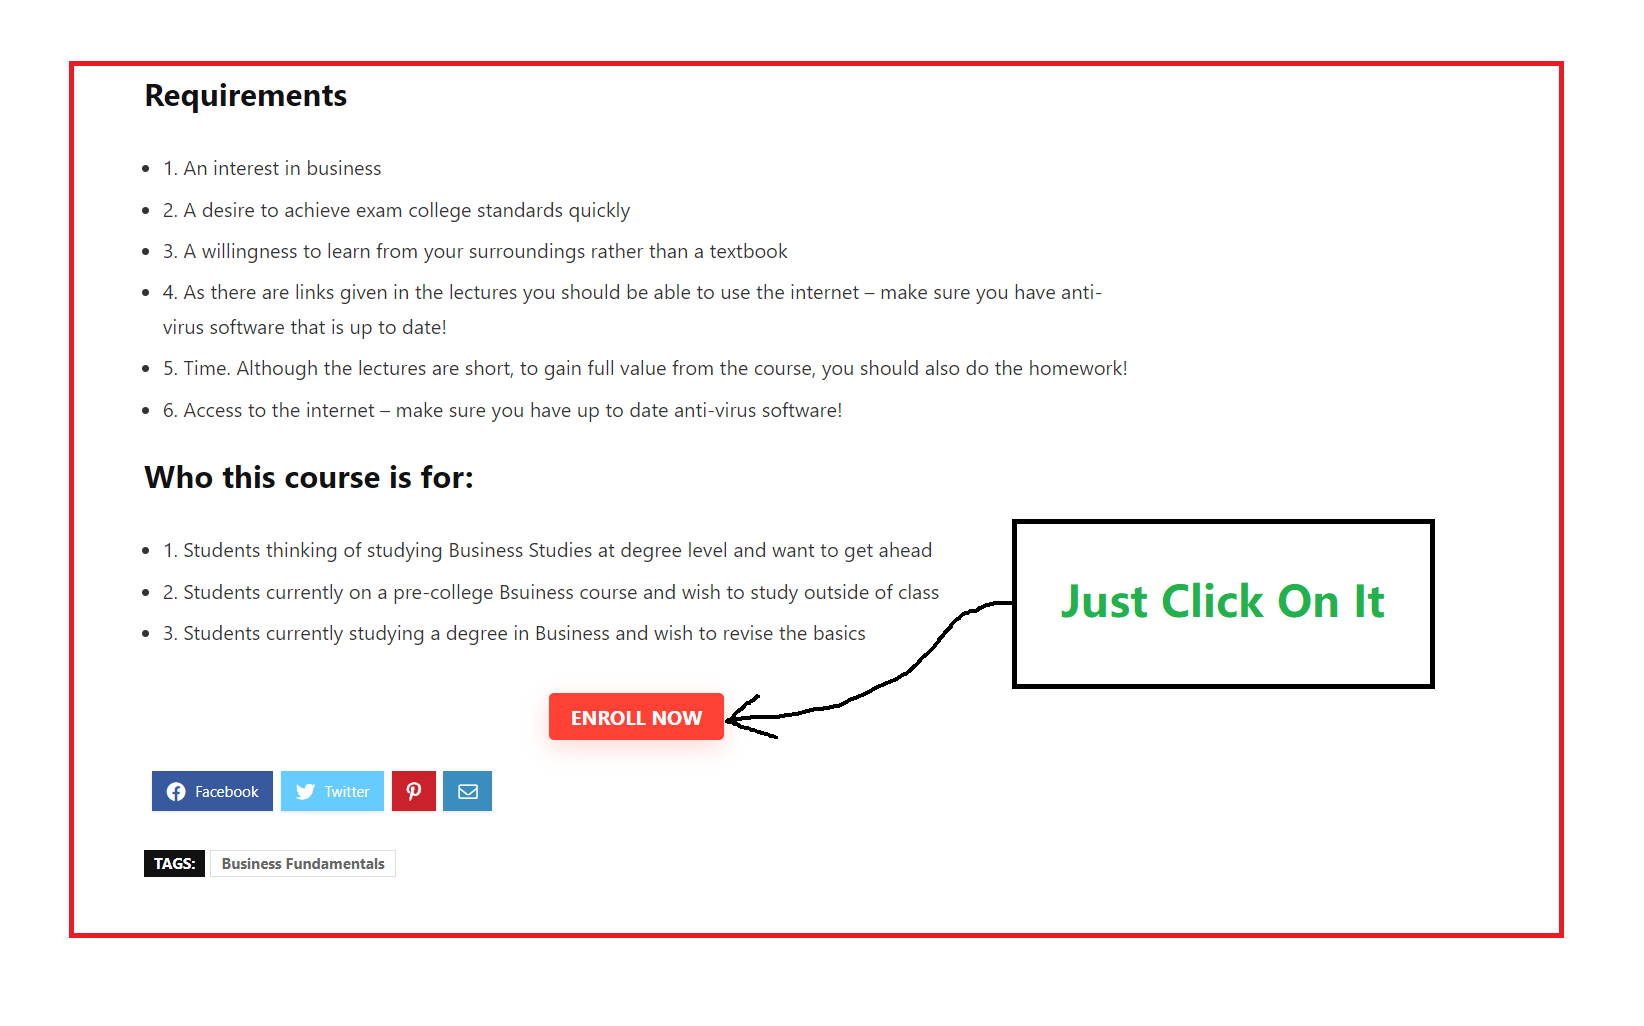 Requirements
1. An interest in business
2. A desire to achieve exam college standards quickly
3. A willingness to learn from your surroundings rather than a textbook
4. As there are links given in the lectures you should be able to use the internet – make sure you have anti-
virus software that is up to date!
5. Time. Although the lectures are short, to gain full value from the course, you should also do the homework!
6. Access to the internet – make sure you have up to date anti-virus software!
Who this course is for:
1. Students thinking of studying Business Studies at degree level and want to get ahead
2. Students currently on a pre-college Bsuiness course and wish to study outside of class
3. Students currently studying a degree in Business and wish to revise the basics
Just Click On It
ENROLL NOW
Facebook Twitter
TAGS: Business Fundamentals